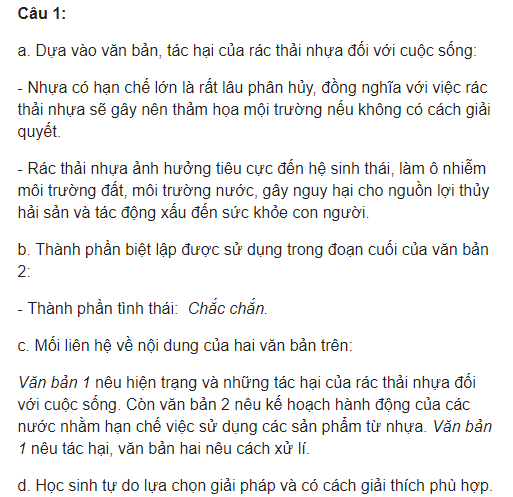 Câu 1:
a. Dựa vào văn bản, tác hại của rác thải nhựa đối với cuộc sống:
- Nhựa có hạn chế lớn là rất lâu phân hủy, đồng nghĩa với việc rác
thải nhựa sẽ gây nên thảm họa mội trường nếu không có cách giải
quyết.
- Rác thải nhựa ảnh hưởng tiêu cực đến hệ sinh thái, làm ô nhiễm
môi trường đất, môi trường nước, gây nguy hại cho nguồn lợi thủy
hải sản và tác động xấu đến sức khỏe con người.
b. Thành phần biệt lập được sử dụng trong đoạn cuối của văn bản
2:
- Thành phần tình thái: Chắc chắn.
c. Mối liên hệ về nội dung của hai văn bản trên:
Văn bản 1 nêu hiện trạng và những tác hại của rác thải nhựa đối
với cuộc sống. Còn văn bản 2 nêu kế hoạch hành động của các
nước nhằm hạn chế việc sử dụng các sản phẩm từ nhựa. Văn bản
1 nêu tác hại, văn bản hai nêu cách xử lí.
d. Học sinh tự do lựa chọn giải pháp và có cách giải thích phù hợp.